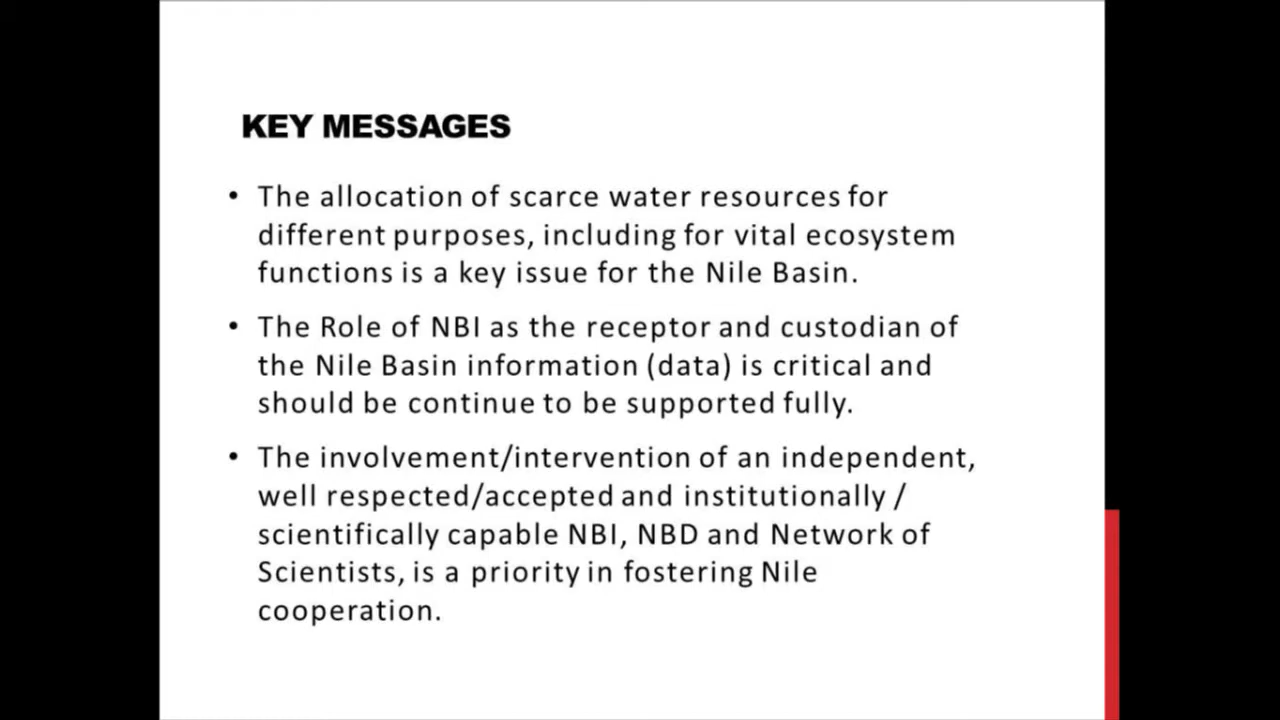 KEY MESSAGES
• The allocation of scarce water resources for
different purposes, including for vital ecosystem
functions is a key issue for the Nile Basin.
• The Role of NBI as the receptor and custodian of
the Nile Basin information (data) is critical and
should be continue to be supported fully.
• The involvement/intervention of an independent,
well respected/accepted and institutionally /
scientifically capable NBI, NBD and Network of
Scientists, is a priority in fostering Nile
cooperation.